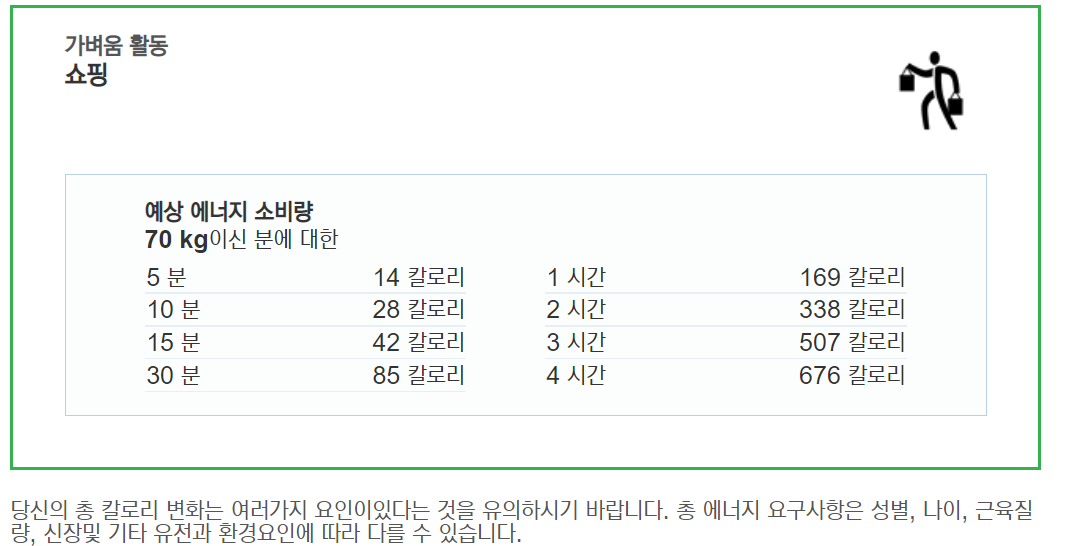 가벼움 활동
쇼핑
예상 에너지 소비량
70 kg이신 분에 대한
5 분 14 칼로리 1 시간 169 칼로리
10 분 28 칼로리 2 시간 338 칼로리
15 분 42 칼로리 3 시간 507 칼로리
30 분 85 칼로리 4 시간 676 칼로리
당신의 총 칼로리 변화는 여러가지 요인이있다는 것을 유의하시기 바랍니다. 총 에너지 요구사항은 성별, 나이, 근육질
량, 신장및 기타 유전과 환경요인에 따라 다를 수 있습니다.